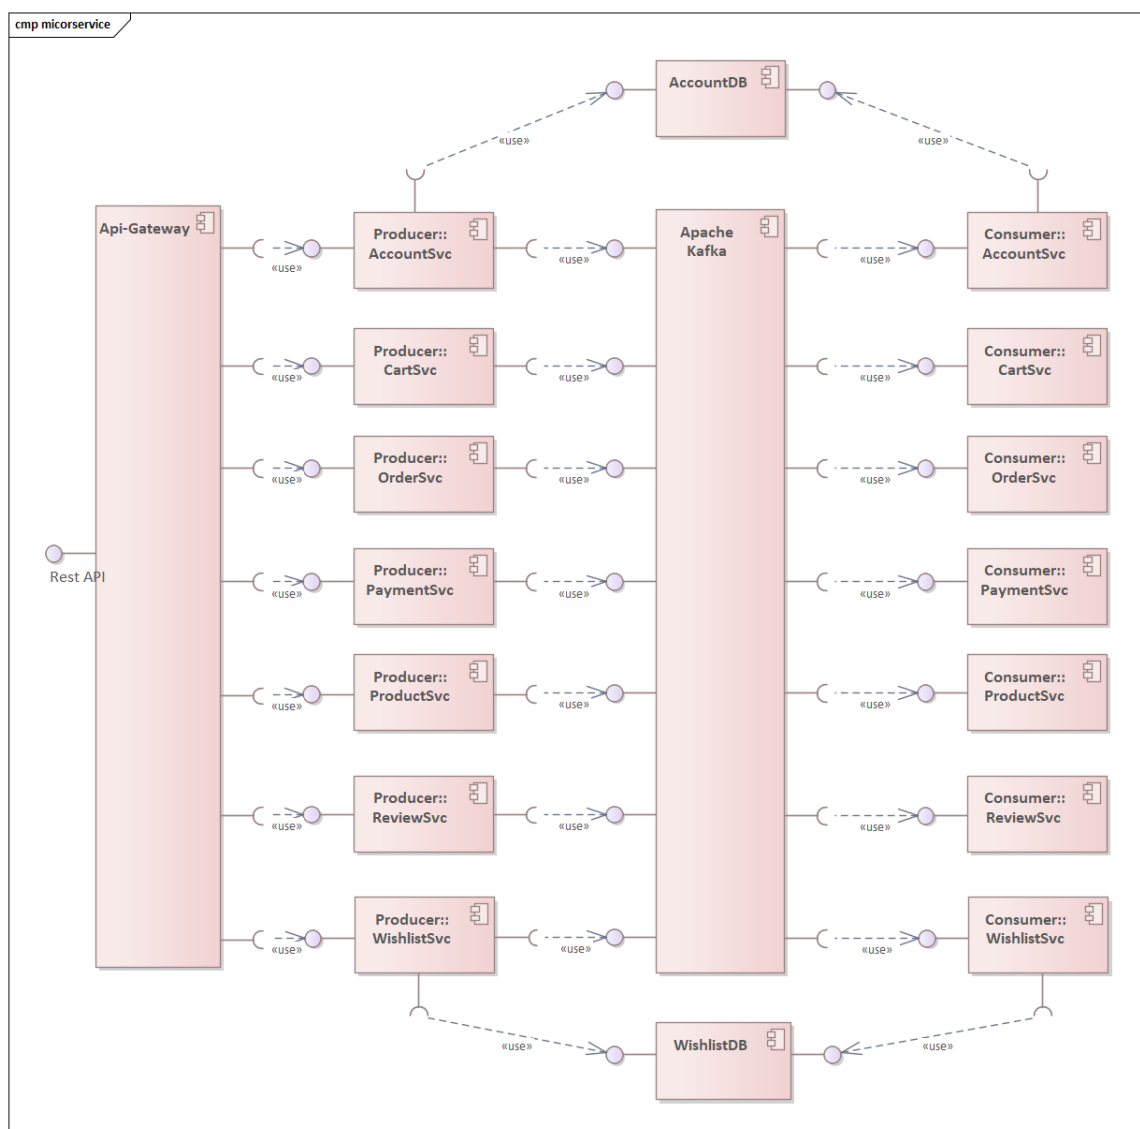 cmp micorservice
AccountDB
«use»
«use»
Api-Gateway
Producer::
AccountSvc
Apache
Kafka
Consumer::
AccountSvc
«use»
«use»
«use»
Producer::
CartSvc
Consumer::
CartSvc
«use»
«use»
«use»
Producer::
OrderSvc
Consumer::
OrderSvc
«use»
«use»
«use»
Rest API
Producer::
PaymentSvc
Consumer::
PaymentSvc
«use»
«use»
«use»
Producer::
ProductSvc
Consumer::
ProductSvc
«use»
«use»
«use»
Producer::
ReviewSvc
Consumer::
ReviewSvc
«use»
«use»
«use»
Producer::
WishlistSvc
Consumer::
WishlistSvc
«use»
«use»
«use»
WishlistDB
«use»
«use»